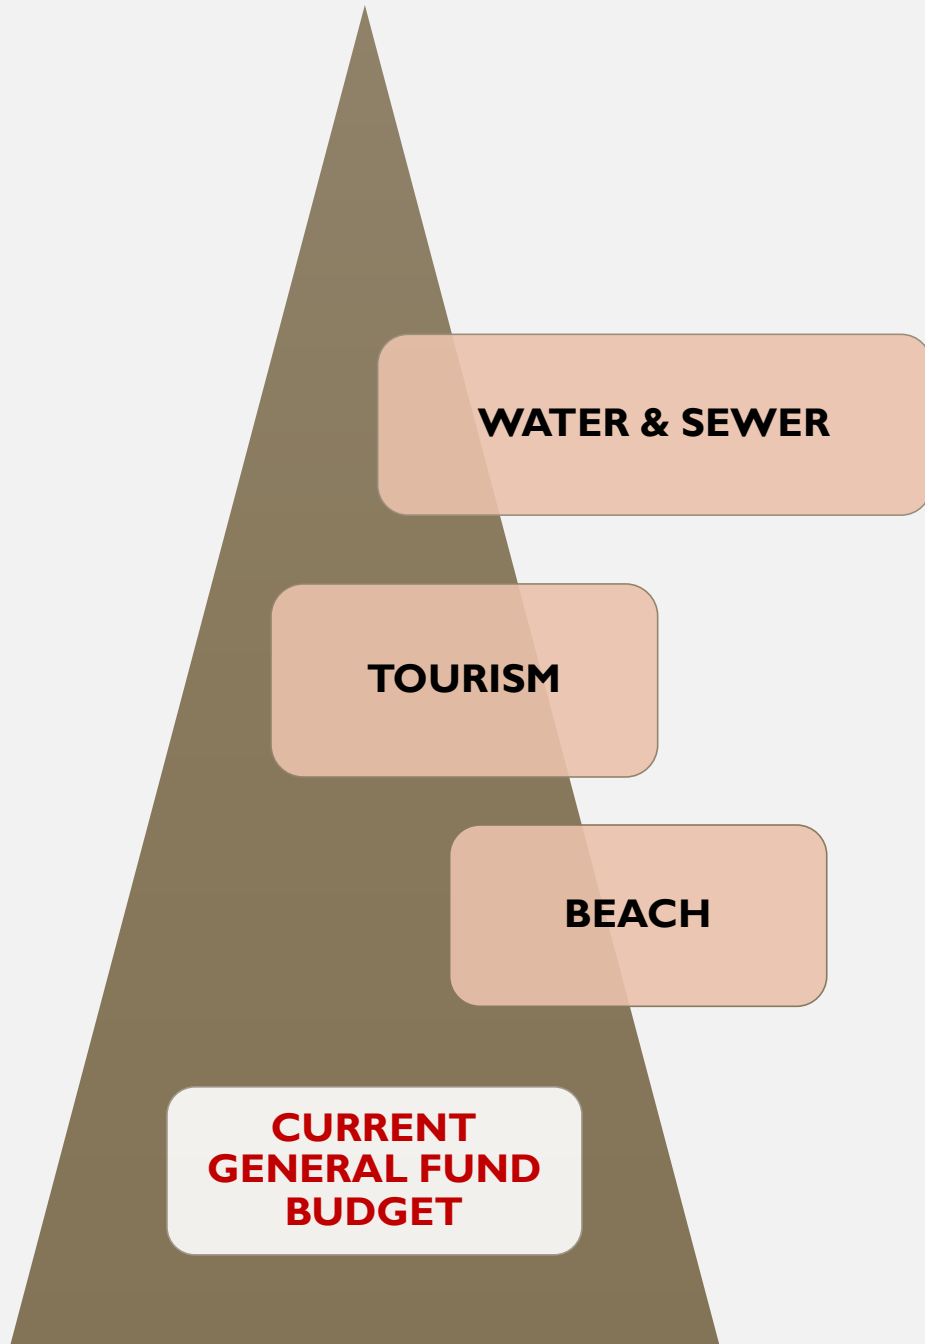 WATER & SEWER
TOURISM
BEACH
CURRENT
GENERAL FUND
BUDGET